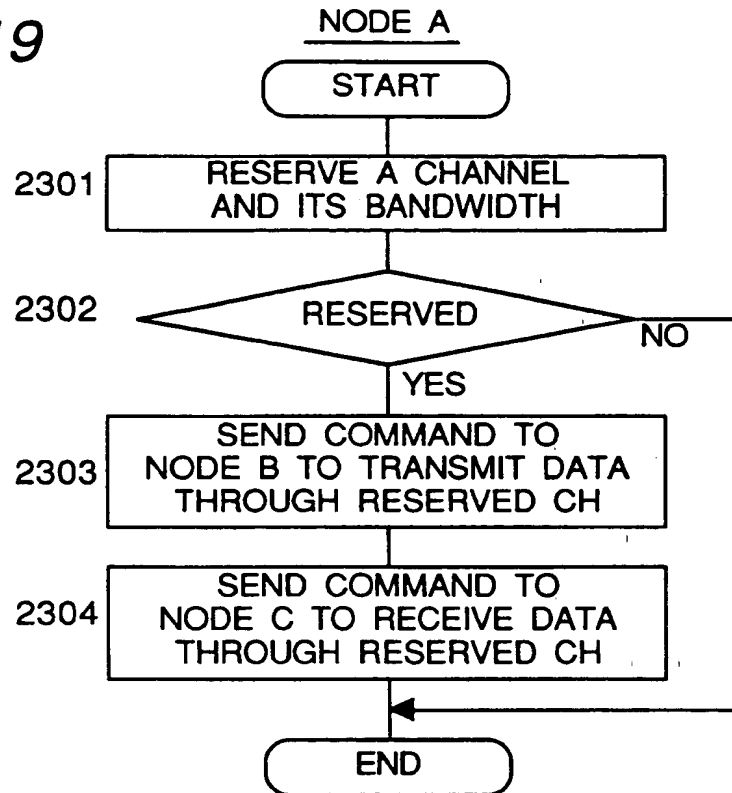 9
NODE A
START
2301
RESERVE A CHANNEL
AND ITS BANDWIDTH
2302
RESERVED
NO
YES
2303
SEND COMMAND TO
NODE B TO TRANSMIT DATA
THROUGH RESERVED CH
2304
SEND COMMAND TO
NODE C TO RECEIVE DATA
THROUGH RESERVED CH
END